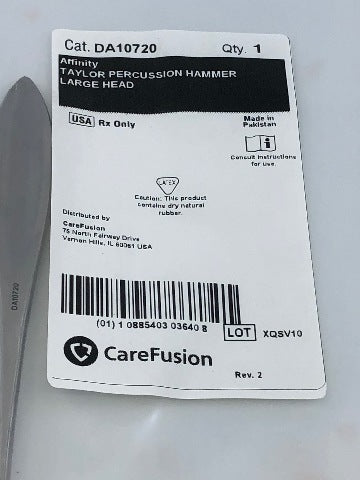 Cat. DA10720 Qty. 1
Affinity
TAYLOR PERCUSSION HAMMER
LARGE HEAD
USA Rx Only
Made in
Pakistan
Consult instructions
for use.
LATEX
Caution: This product
contains dry natural
rubber.
Distributed by
CareFusion
75 North Fairway Drive
Vernon Hills, IL 60061 USA
DA10720
(01) 1 0885403 03640 8
LOT XQSV10
CareFusion
Rev. 2